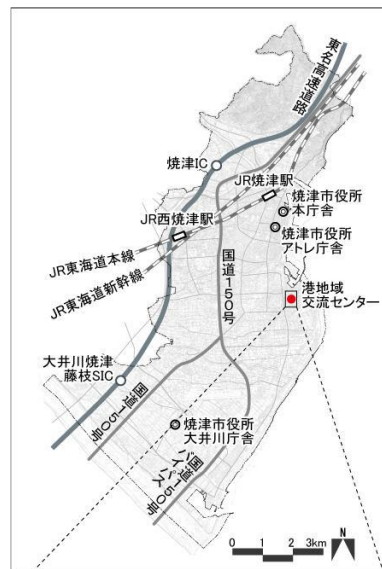 東名高速道路
焼津IC
JR焼津駅
焼津市役所
本庁舎
JR西焼津駅
焼津市役所
アトレ庁舎
JR東海道本線
JR東海道新幹線
国道150号
港地域
交流センター
大井川焼津
藤枝SIC
国道150号
焼津市役所
大井川庁舎
国道150号
バイパス
0 1 2 3km
N